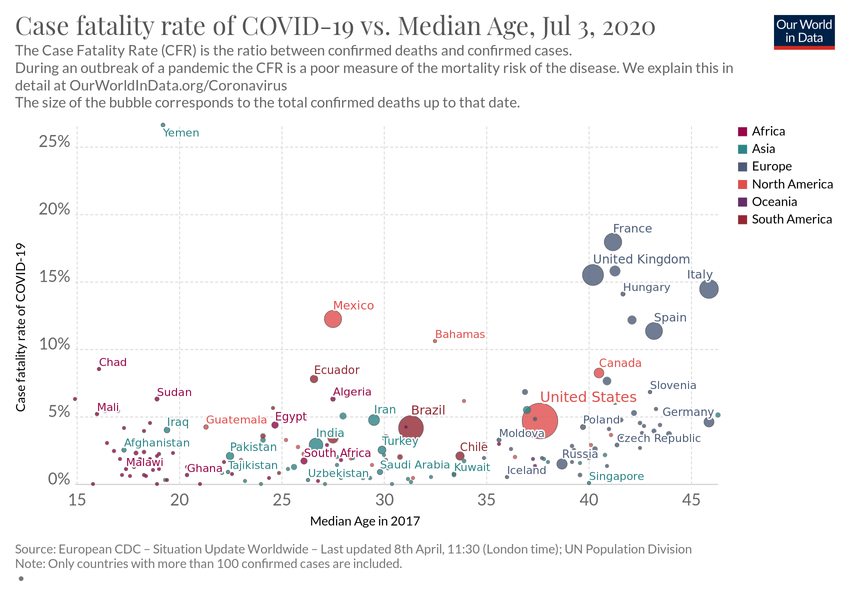 Case fatality rate of COVID-19 vs. Median Age, Jul 3, 2020
Our World
in Data
The Case Fatality Rate (CFR) is the ratio between confirmed deaths and confirmed cases.
During an outbreak of a pandemic the CFR is a poor measure of the mortality risk of the disease. We explain this in
detail at OurWorldInData.org/Coronavirus
The size of the bubble corresponds to the total confirmed deaths up to that date.
Case fatality rate of COVID-19
25%
20%
15%
10%
5%
0%
Yemen
France
United Kingdom
Italy
Hungary
Mexico
Spain
Bahamas
Chad
Ecuador
Canada
Sudan
Algeria
Slovenia
United States
Mali
Iran
Brazil
Germany
Iraq
Guatemala
Egypt
Poland
India
Moldova
Czech Republic
Afghanistan
Turkey
Pakistan
South Africa
Chile
Russia
Malawi
Ghana
Tajikistan
Saudi Arabia
Kuwait
Iceland
Uzbekistan
Singapore
15
20
25
30
35
40
45
Median Age in 2017
Africa
Asia
Europe
North America
Oceania
South America
Source: European CDC – Situation Update Worldwide – Last updated 8th April, 11:30 (London time); UN Population Division
Note: Only countries with more than 100 confirmed cases are included.